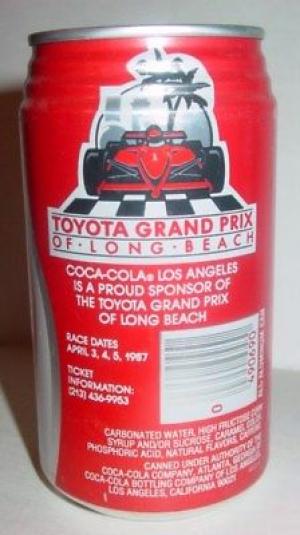 TOYOTA GRAND PRIX
OF · LONG · BEACH
COCA-COLA® LOS ANGELES
IS A PROUD SPONSOR OF
THE TOYOTA GRAND PRIX
OF LONG BEACH
RACE DATES
APRIL 3, 4, 5, 1987
TICKET
INFORMATION:
(213) 436-9953
0
490690
CARBONATED WATER, HIGH FRUCTOSE CORN
SYRUP AND/OR SUCROSE, CARAMEL COLOR,
PHOSPHORIC ACID, NATURAL FLAVORS, CAFFEINE
CANNED UNDER AUTHORITY OF THE
COCA-COLA COMPANY, ATLANTA, GEORGIA
COCA-COLA BOTTLING COMPANY OF LOS ANGELES
LOS ANGELES, CALIFORNIA 90021